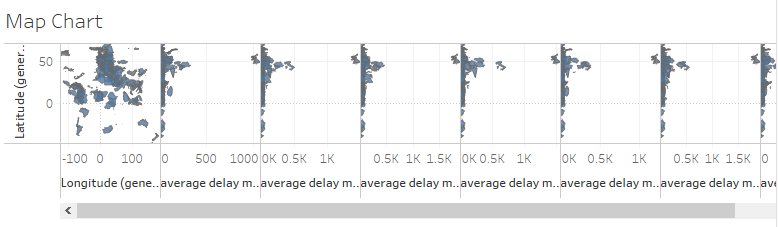 Map Chart
Latitude (gener..
50
0
-100 0 100 0 500 1000 0K 0.5K 1K 0.5K 1K 1.5K 0K 0.5K 1K 0K 0.5K 1K 0.5K 1K 1.5K 0
Longitude (gene.. average delay m.. average delay m.. average delay m.. average delay m.. average delay m.. average delay m..